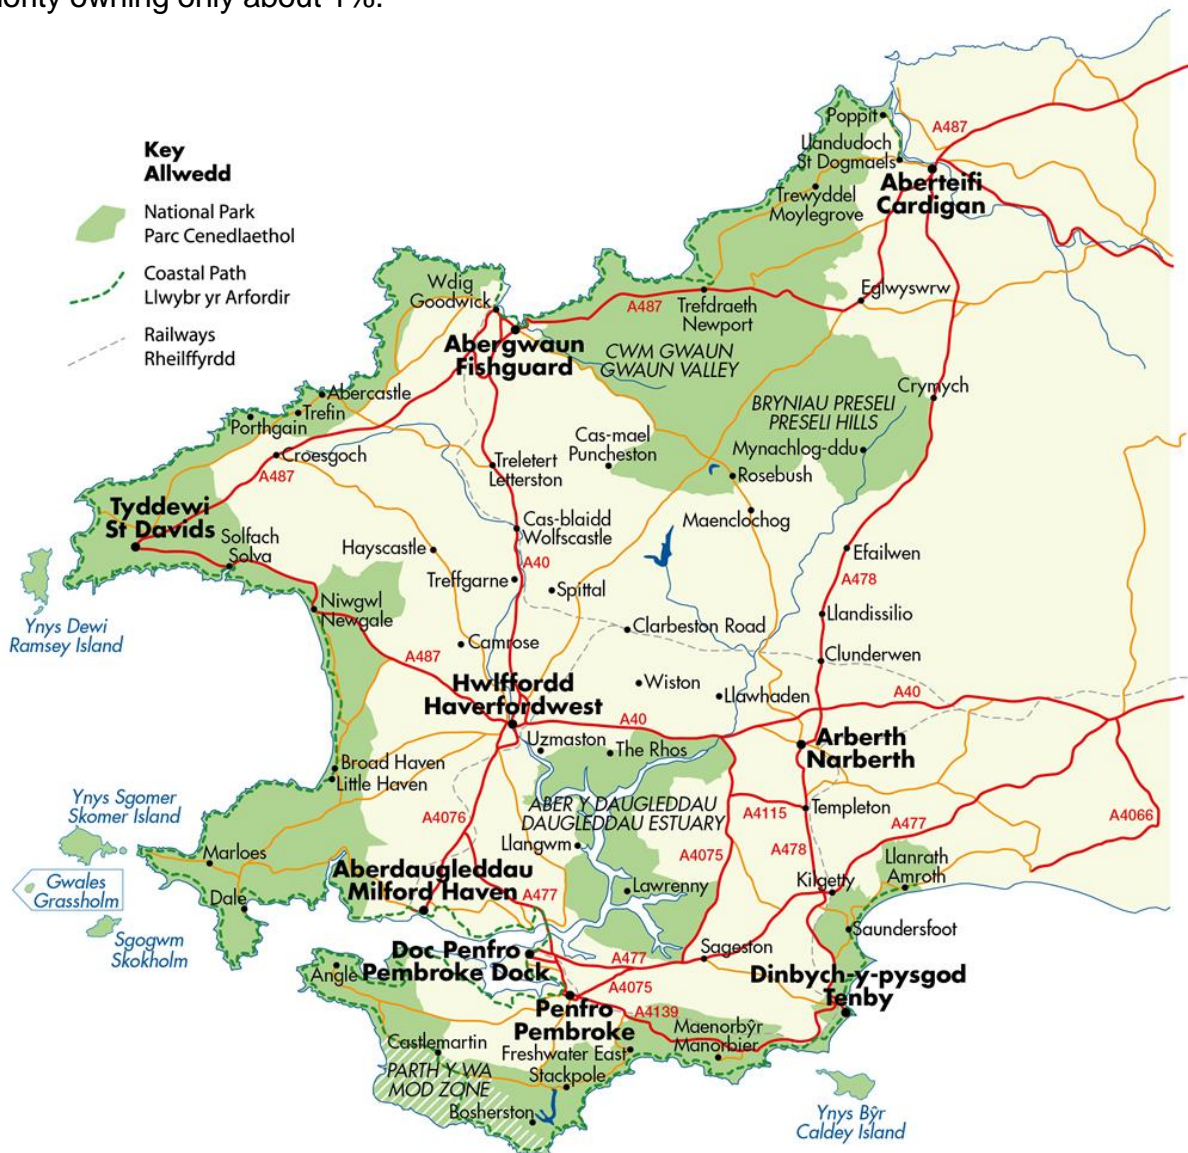 ority owning only about 1%.
Key
Allwedd
National Park
Parc Cenedlaethol
Coastal Path
Llwybr yr Arfordir
Railways
Rheilffyrdd
Poppit
A487
Llandudoch
St Dogmaels
Aberteifi
Cardigan
Trewyddel
Moylegrove
Wdig
Goodwick
A487
Trefdraeth
Newport
Eglwyswrw
Abergwaun
Fishguard
CWM GWAUN
GWAUN VALLEY
Crymych
BRYNIAU PRESELI
PRESELI HILLS
Abercastle
Trefin
Porthgain
Cas-mael
Puncheston
Mynachlog-ddu
Croesgoch
A487
Treletert
Letterston
Rosebush
Tyddewi
St Davids
Maenclochog
Cas-blaidd
Wolfscastle
Solfach
Solva
Hayscastle
Efailwen
A40
A478
Treffgarne
Spittal
Niwgwl
Newgale
Llandissilio
Ynys Dewi
Ramsey Island
Clarbeston Road
Camrose
Clunderwen
A487
Hwlffordd
Haverfordwest
Wiston
Llawhaden
A40
A40
Uzmaston
The Rhos
Arberth
Narberth
Broad Haven
Little Haven
Ynys Sgomer
Skomer Island
ABER Y DAUGLEDDAU
DAUGLEDDAU ESTUARY
Templeton
A4076
A4115
A477
A4066
Llangwm
A4075
A478
Marloes
Llanrath
Amroth
Aberdaugleddau
Milford Haven
Gwales
Grassholm
Lawrenny
Kilgetty
A477
Dale
Sgogwm
Skokholm
Saundersfoot
Doc Penfro
Pembroke Dock
Sageston
A477
Angle
Dinbych-y-pysgod
Tenby
A4075
Penfro
Pembroke
A4139
Maenorbŷr
Manorbier
Castlemartin
Freshwater East
PARTH Y WA
MOD ZONE
Stackpole
Bosherston
Ynys Bŷr
Caldey Island